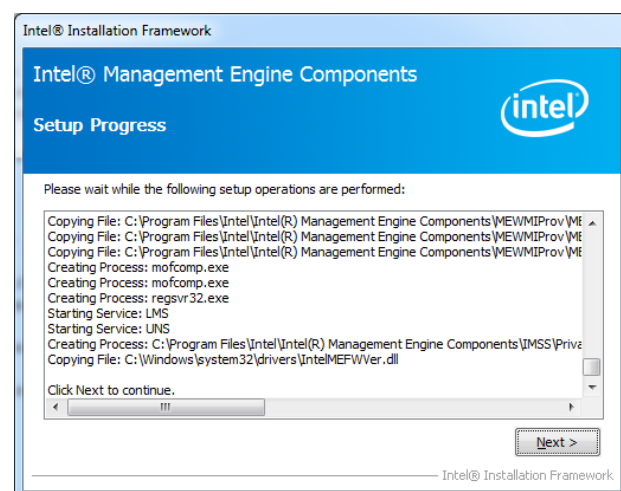 Intel® Installation Framework
Intel® Management Engine Components
intel
Setup Progress
Please wait while the following setup operations are performed:
Copying File: C:\Program Files\Intel\Intel(R) Management Engine Components\MEWMIProv\ME
Copying File: C:\Program Files\Intel\Intel(R) Management Engine Components\MEWMIProv\ME
Copying File: C:\Program Files\Intel\Intel(R) Management Engine Components\MEWMIProv\ME
Creating Process: mofcomp.exe
Creating Process: mofcomp.exe
Creating Process: regsvr32.exe
Starting Service: LMS
Starting Service: UNS
Creating Process: C:\Program Files\Intel\Intel(R) Management Engine Components\IMSS\Priva
Copying File: C:\Windows\system32\drivers\IntelMEFWVer.dll
Click Next to continue.
Next >
Intel® Installation Framework